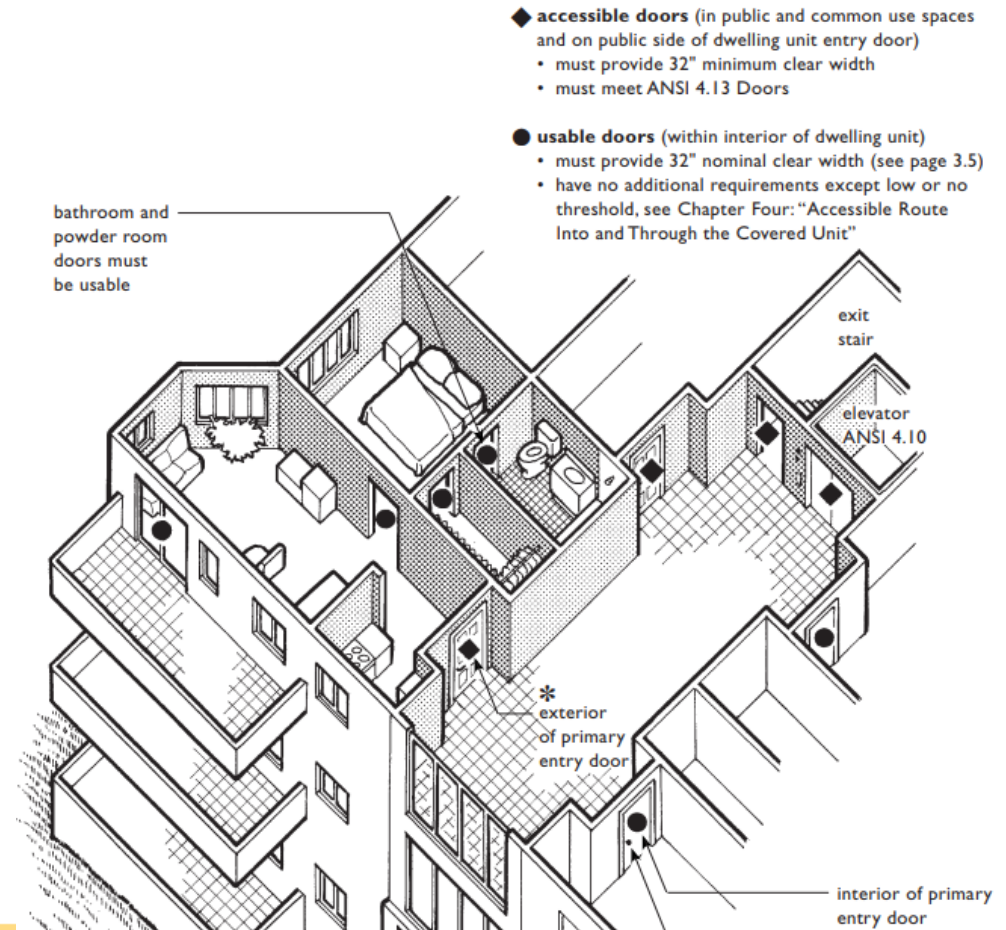 ◆ accessible doors (in public and common use spaces
and on public side of dwelling unit entry door)
• must provide 32" minimum clear width
• must meet ANSI 4.13 Doors
● usable doors (within interior of dwelling unit)
• must provide 32" nominal clear width (see page 3.5)
• have no additional requirements except low or no
threshold, see Chapter Four: “Accessible Route
Into and Through the Covered Unit”
bathroom and
powder room
doors must
be usable
exit
stair
elevator
ANSI 4.10
*
exterior
of primary
entry door
interior of primary
entry door